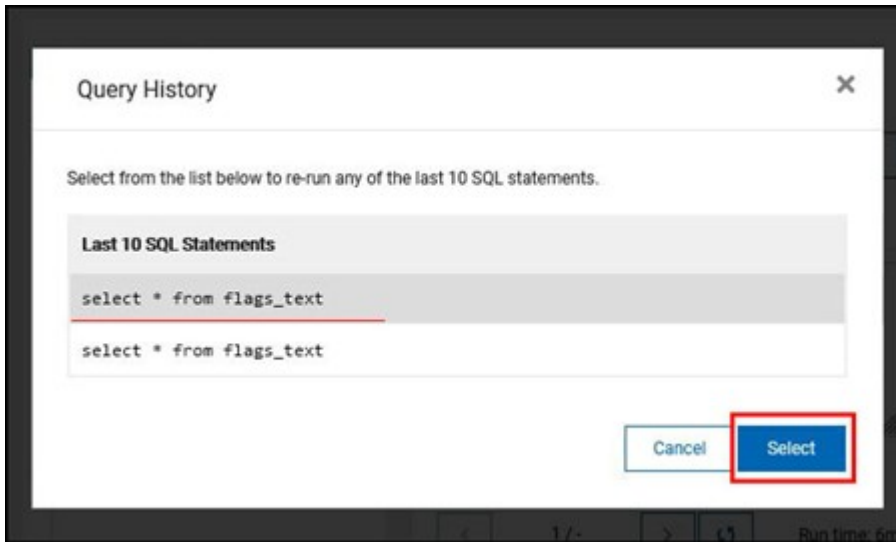 Query History
Select from the list below to re-run any of the last 10 SQL statements.
Last 10 SQL Statements
select * from flags_text
select * from flags_text
Cancel Select
1 / - Run time: 6m